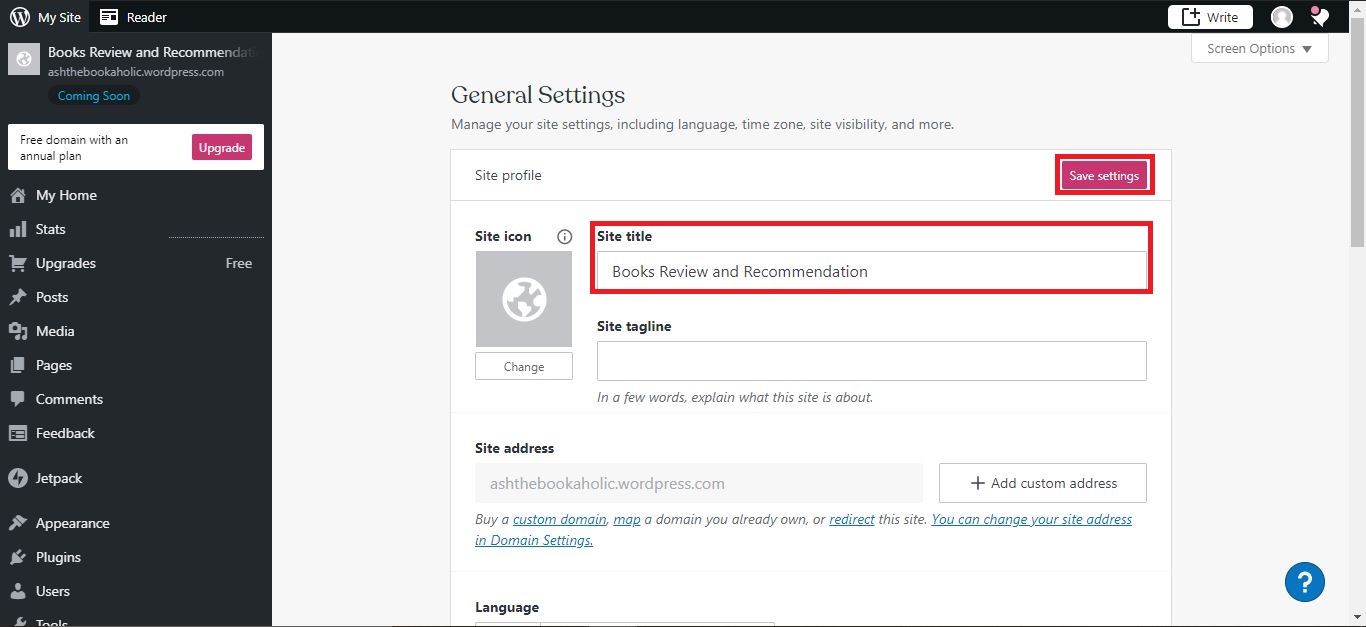 My Site
Reader
Write
Books Review and Recommendati
ashthebookaholic.wordpress.com
Coming Soon
Free domain with an
annual plan
Upgrade
My Home
Stats
Upgrades Free
Posts
Media
Pages
Comments
Feedback
Jetpack
Appearance
Plugins
Users
Tools
Screen Options
General Settings
Manage your site settings, including language, time zone, site visibility, and more.
Site profile
Save settings
Site icon
Change
Site title
Books Review and Recommendation
Site tagline
In a few words, explain what this site is about.
Site address
ashthebookaholic.wordpress.com
+ Add custom address
Buy a custom domain, map a domain you already own, or redirect this site. You can change your site address
in Domain Settings.
Language
?